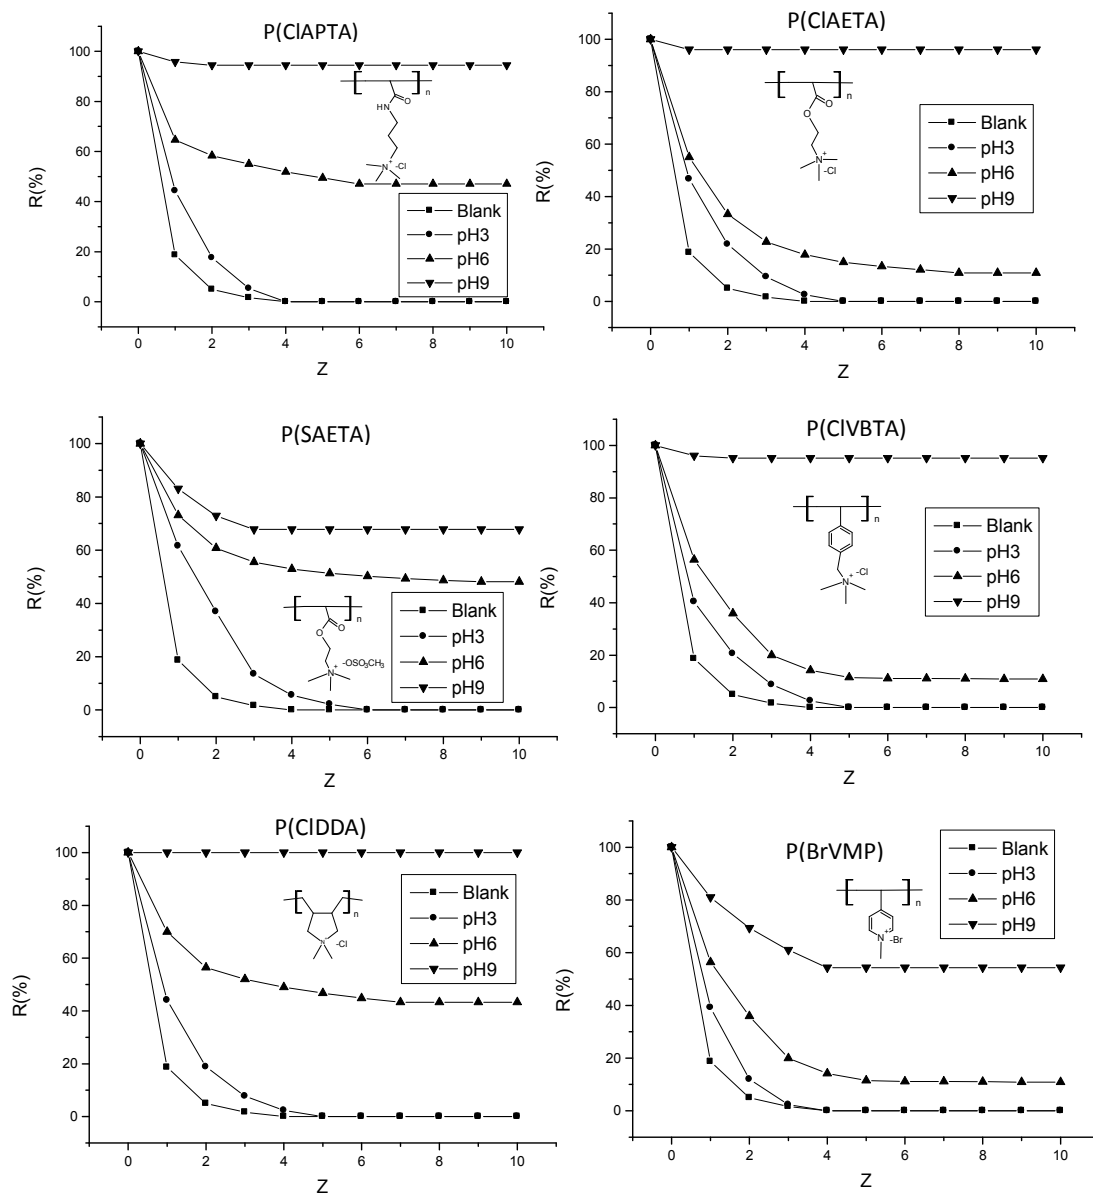 P(ClAPTA)
100
80
60
40
20
0
R(%)
0 2 4 6 8 10
Z
[ ]
n
HN
O
N
+
-Cl
Blank
pH3
pH6
pH9
P(ClAETA)
100
80
60
40
20
0
R(%)
0 2 4 6 8 10
Z
[ ]
n
O
O
N
+
-Cl
Blank
pH3
pH6
pH9
P(SAETA)
100
80
60
40
20
0
R(%)
0 2 4 6 8 10
Z
[ ]
n
O
O
N
+
-OSO₃CH₃
Blank
pH3
pH6
pH9
P(ClVBTA)
100
80
60
40
20
0
R(%)
0 2 4 6 8 10
Z
[ ]
n
N
+
-Cl
Blank
pH3
pH6
pH9
P(ClDDA)
100
80
60
40
20
0
R(%)
0 2 4 6 8 10
Z
[ ]
n
N
+
-Cl
Blank
pH3
pH6
pH9
P(BrVMP)
100
80
60
40
20
0
R(%)
0 2 4 6 8 10
Z
[ ]
n
N
+
-Br
Blank
pH3
pH6
pH9